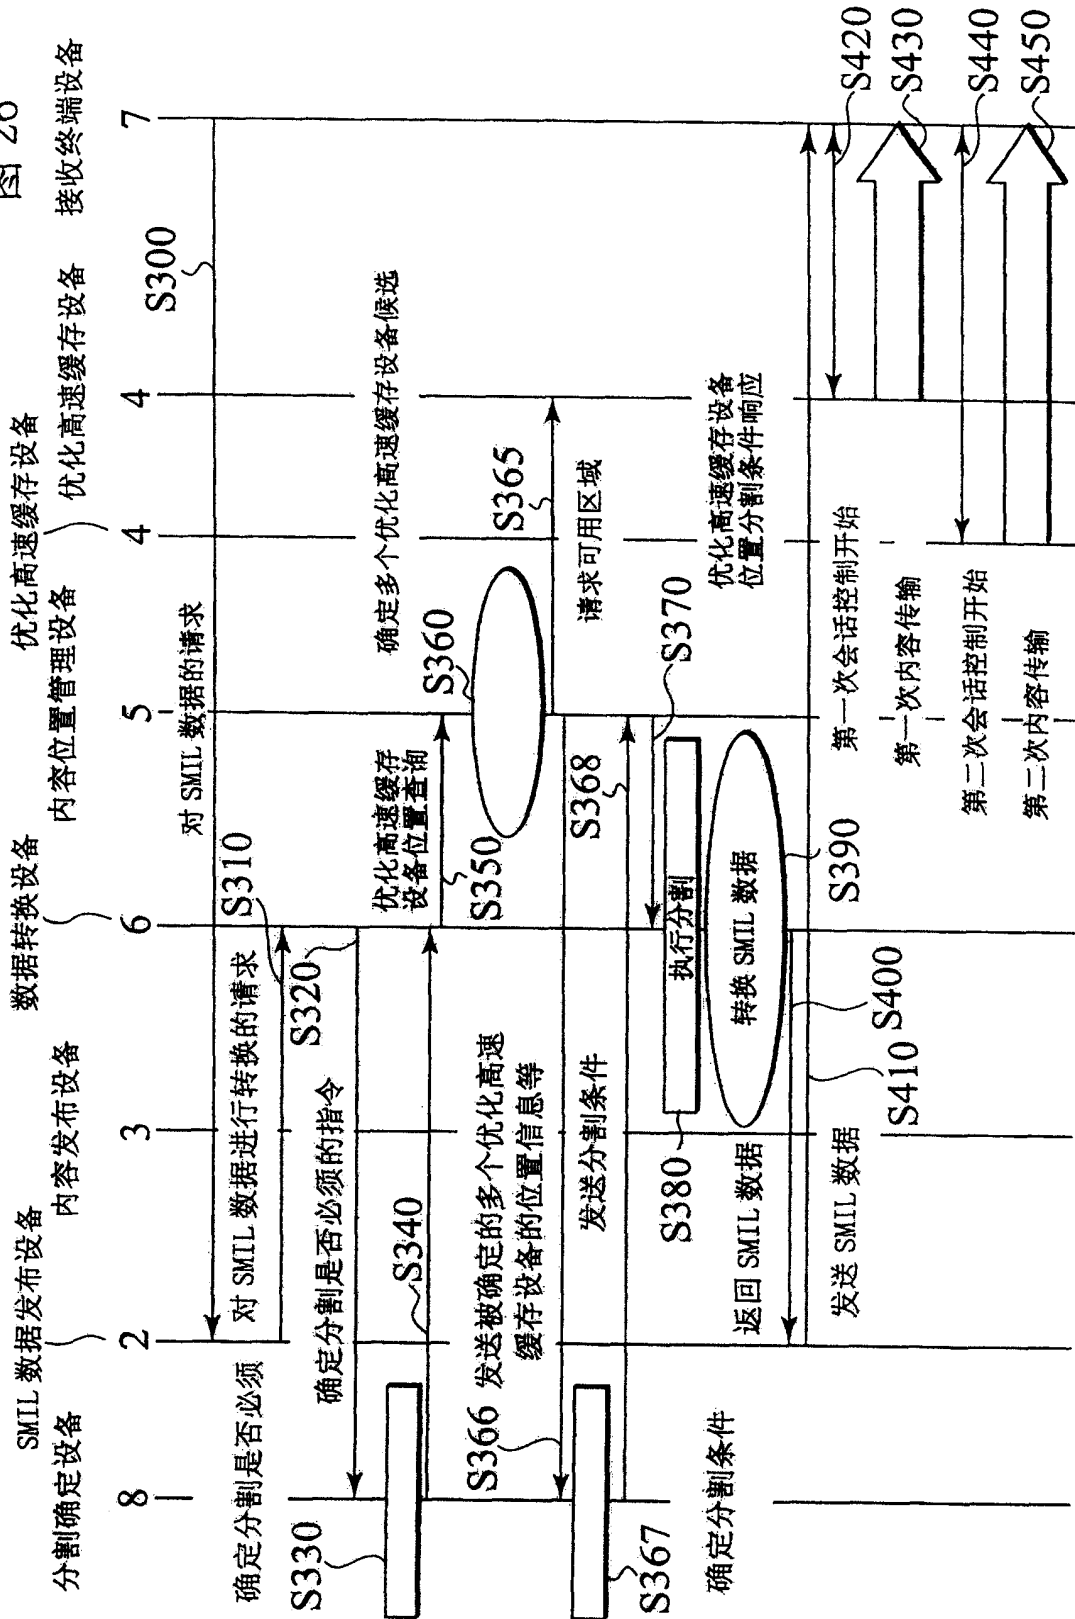 图 26
分割确定设备
SMIL 数据发布设备
内容发布设备
数据转换设备
内容位置管理设备
优化高速缓存设备
优化高速缓存设备
接收终端设备
8
2
3
6
5
4
4
7
对 SMIL 数据的请求
S300
对 SMIL 数据进行转换的请求
S310
确定分割是否必须的指令
S320
确定分割是否必须
S330
S340
优化高速缓存
设备位置查询
S350
确定多个优化高速缓存设备候选
S360
请求可用区域
S365
发送被确定的多个优化高速
缓存设备的位置信息等
S366
确定分割条件
S367
发送分割条件
S368
优化高速缓存设备
位置分割条件响应
S370
执行分割
S380
转换 SMIL 数据
S390
返回 SMIL 数据
S400
发送 SMIL 数据
S410
第一次会话控制开始
S420
第一次内容传输
S430
第二次会话控制开始
S440
第二次内容传输
S450